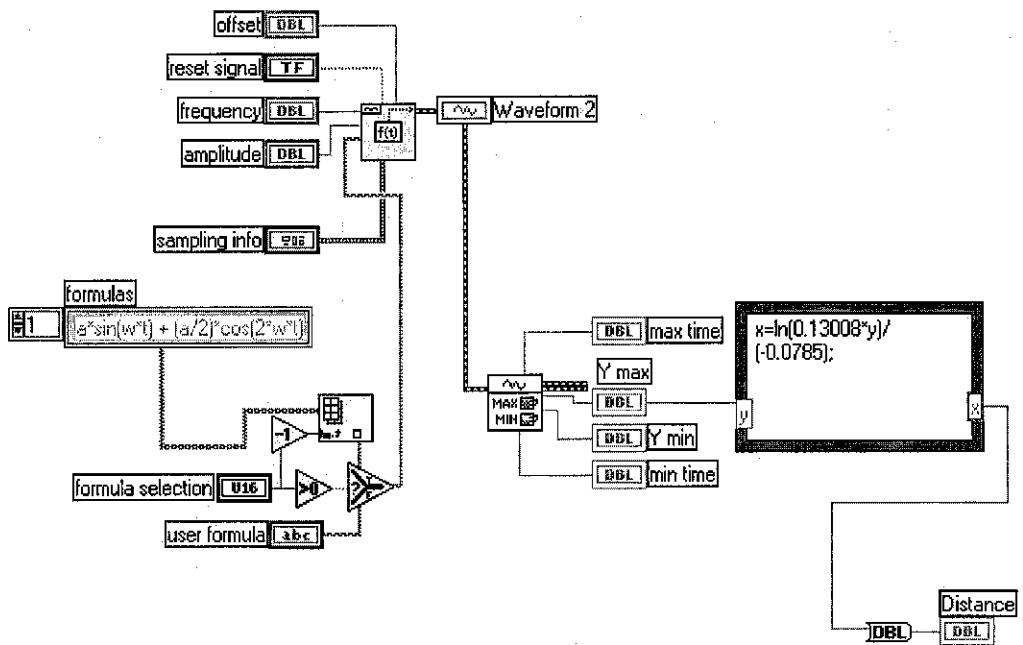 offset DBL
reset signal TF
frequency DBL
f(t)
Waveform 2
amplitude DBL
sampling info
formulas
1 a*sin(w*t) + (a/2)*cos(2*w*t)
DBL max time
Y max
DBL
MAX
MIN
DBL Y min
DBL min time
x=ln(0.13008*y)/
(-0.0785);
y
x
-1
formula selection U16
>0
?
user formula abc
Distance
DBL
DBL